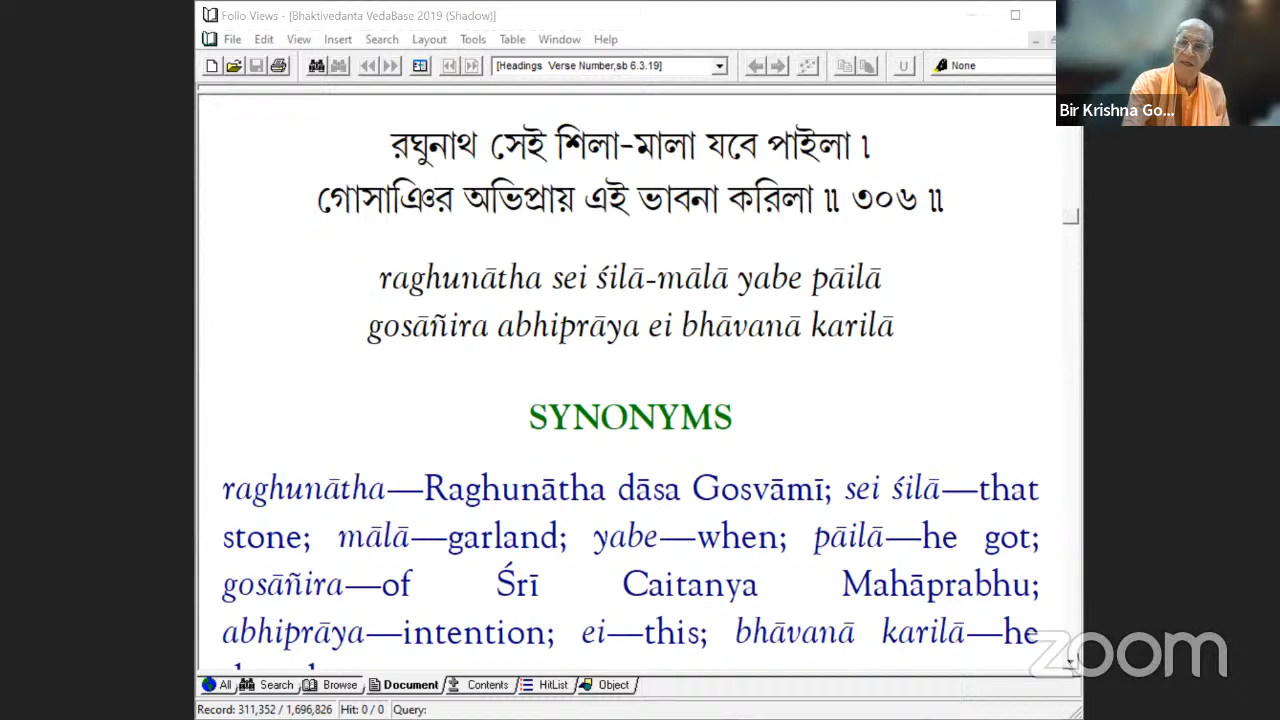 Folio Views - [Bhaktivedanta VedaBase 2019 (Shadow)]
File Edit View Insert Search Layout Tools Table Window Help
[Headings Verse Number,sb 6.3.19] U None
Bir Krishna Go...
রঘুনাথ সেই শিলা-মালা যবে পাইলা ৷
গোসাঞির অভিপ্রায় এই ভাবনা করিলা ॥ ৩০৬ ॥
raghunātha sei śilā-mālā yabe pāilā
gosāñira abhiprāya ei bhāvanā karilā
SYNONYMS
raghunātha—Raghunātha dāsa Gosvāmī; sei śilā—that
stone; mālā—garland; yabe—when; pāilā—he got;
gosāñira—of Śrī Caitanya Mahāprabhu;
abhiprāya—intention; ei—this; bhāvanā karilā—he
zoom
All Search Browse Document Contents HitList Object
Record: 311,352 / 1,696,826 Hit: 0 / 0 Query: